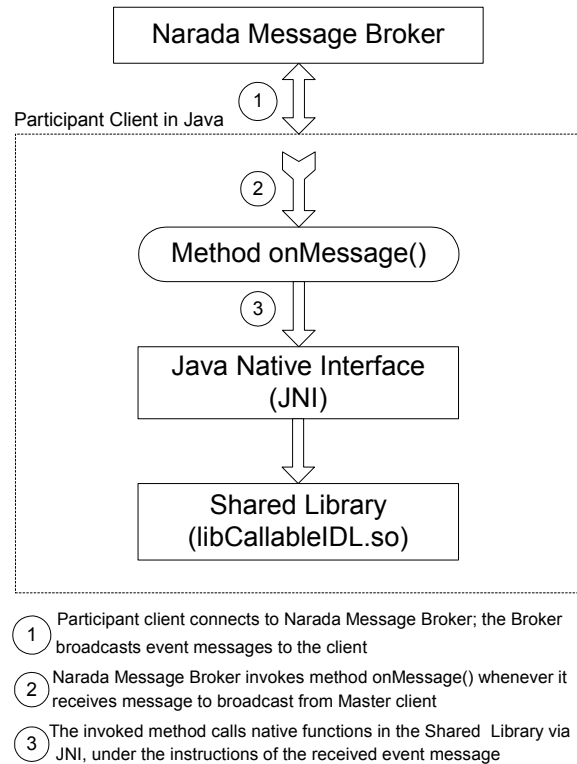 Narada Message Broker
1
Participant Client in Java
2
Method onMessage()
3
Java Native Interface
(JNI)
Shared Library
(libCallableIDL.so)
1 Participant client connects to Narada Message Broker; the Broker
broadcasts event messages to the client
2 Narada Message Broker invokes method onMessage() whenever it
receives message to broadcast from Master client
3 The invoked method calls native functions in the Shared Library via
JNI, under the instructions of the received event message